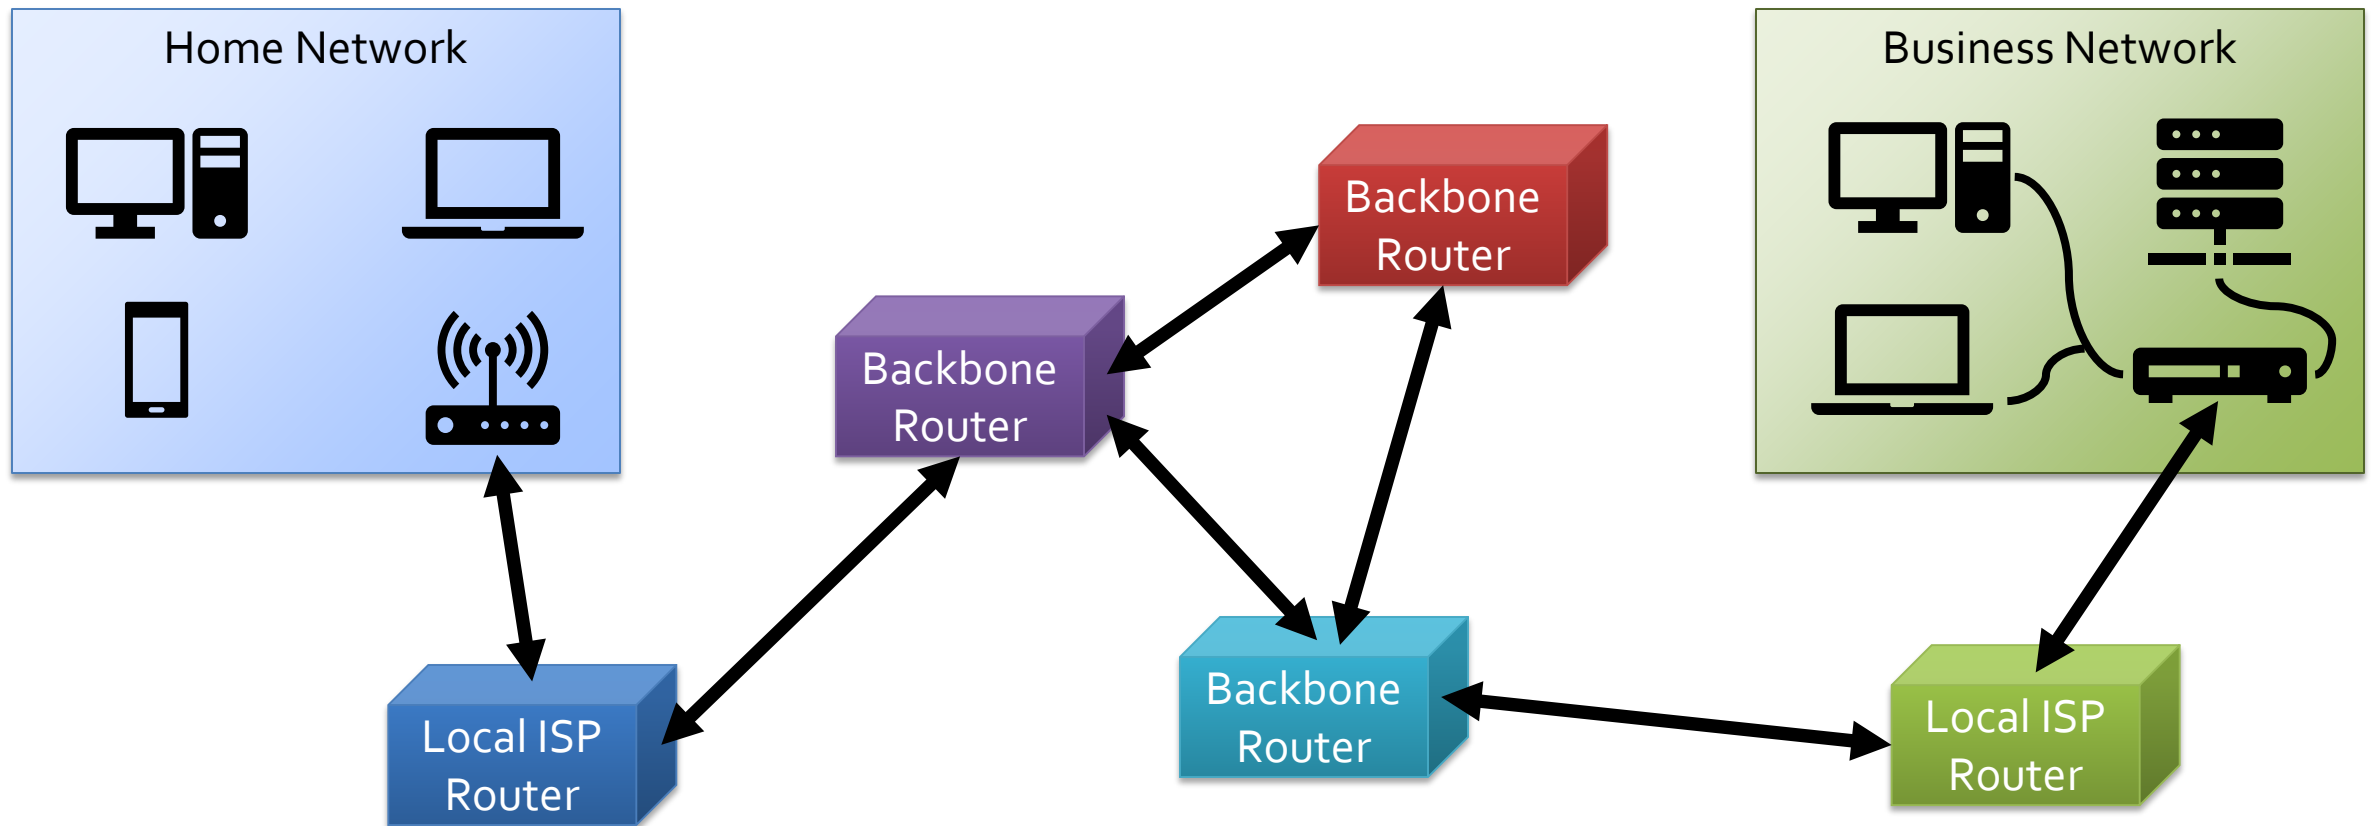 Home Network
Business Network
Backbone
Router
Backbone
Router
Backbone
Router
Local ISP
Router
Local ISP
Router